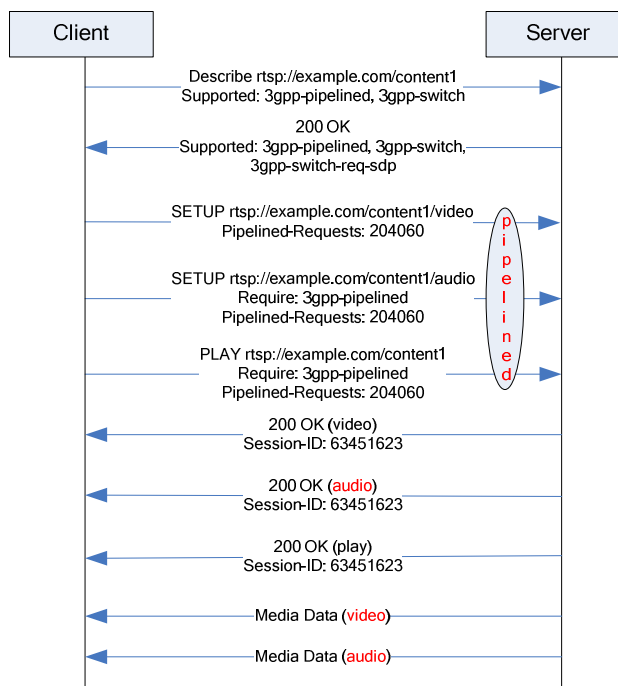 Client
Server
Describe rtsp://example.com/content1
Supported: 3gpp-pipelined, 3gpp-switch
200 OK
Supported: 3gpp-pipelined, 3gpp-switch,
3gpp-switch-req-sdp
SETUP rtsp://example.com/content1/video
Pipelined-Requests: 204060
SETUP rtsp://example.com/content1/audio
Require: 3gpp-pipelined
Pipelined-Requests: 204060
PLAY rtsp://example.com/content1
Require: 3gpp-pipelined
Pipelined-Requests: 204060
pipelined
200 OK (video)
Session-ID: 63451623
200 OK (audio)
Session-ID: 63451623
200 OK (play)
Session-ID: 63451623
Media Data (video)
Media Data (audio)